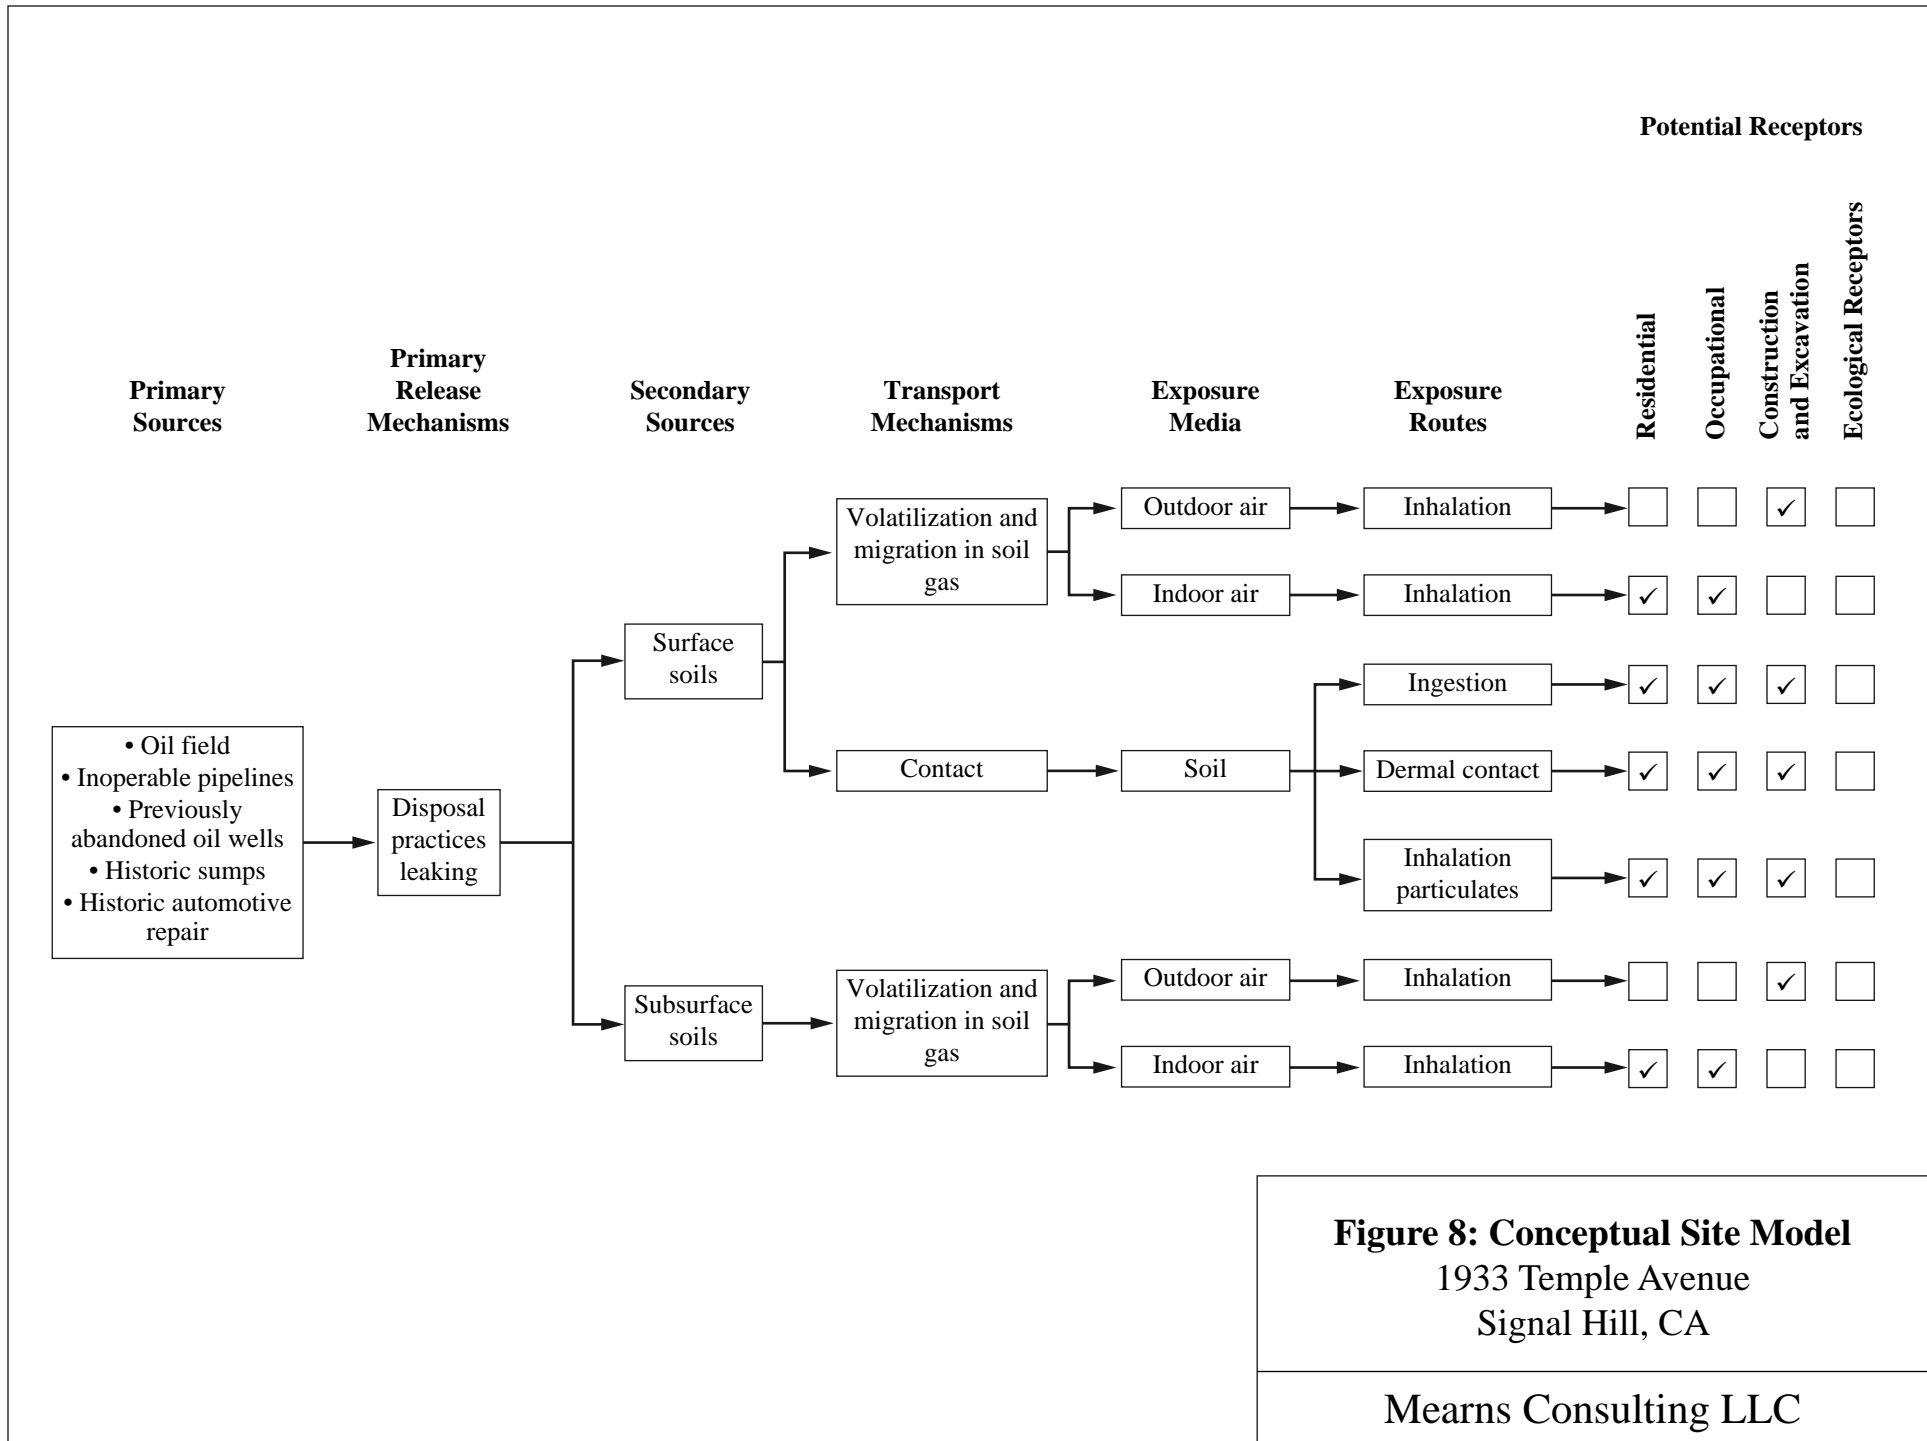 Potential Receptors
Primary
Sources
Primary
Release
Mechanisms
Secondary
Sources
Transport
Mechanisms
Exposure
Media
Exposure
Routes
Residential
Occupational
Construction
and Excavation
Ecological Receptors
• Oil field
• Inoperable pipelines
• Previously
abandoned oil wells
• Historic sumps
• Historic automotive
repair
Disposal
practices
leaking
Surface
soils
Volatilization and
migration in soil
gas
Outdoor air
Inhalation
✓
Indoor air
Inhalation
✓ ✓
Contact
Soil
Ingestion
✓ ✓ ✓
Dermal contact
✓ ✓ ✓
Inhalation
particulates
✓ ✓ ✓
Subsurface
soils
Volatilization and
migration in soil
gas
Outdoor air
Inhalation
✓
Indoor air
Inhalation
✓ ✓
Figure 8: Conceptual Site Model
1933 Temple Avenue
Signal Hill, CA
Mearns Consulting LLC